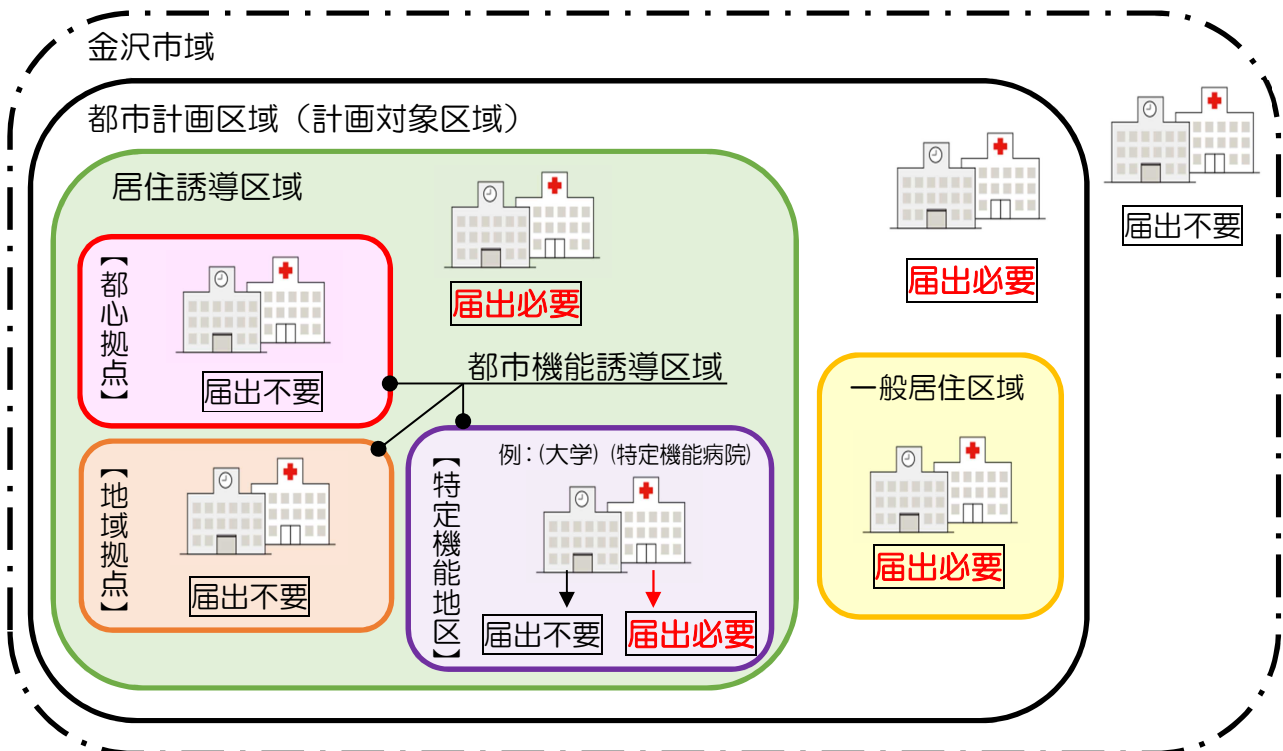 金沢市域
都市計画区域（計画対象区域）
居住誘導区域
届出必要
【都心拠点】
届出不要
都市機能誘導区域
【地域拠点】
届出不要
【特定機能地区】
例：(大学) (特定機能病院)
届出不要
届出必要
届出必要
一般居住区域
届出必要
届出不要